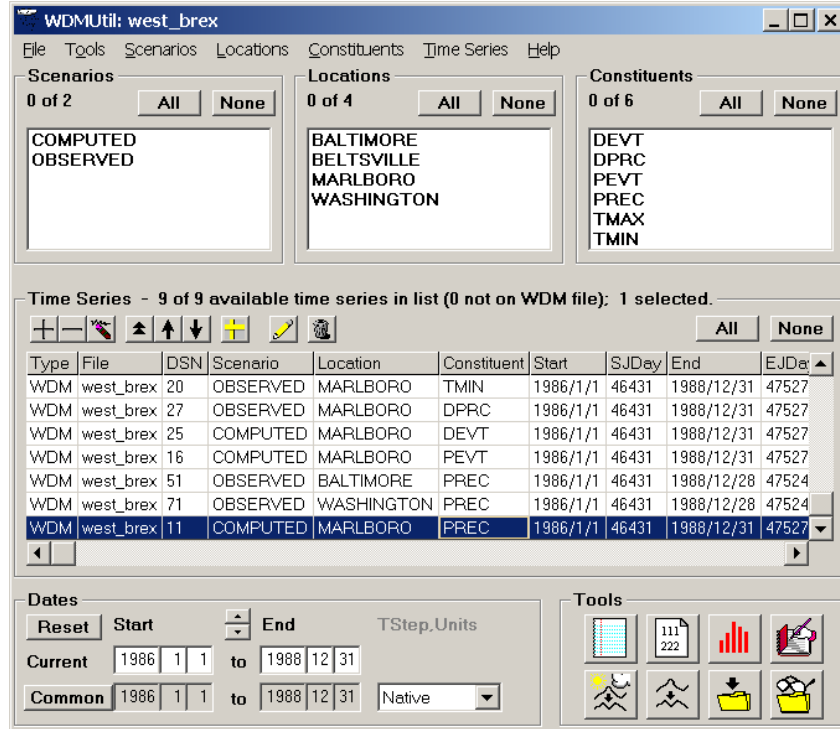 WDMUtil: west_brex
File Tools Scenarios Locations Constituents Time Series Help
Scenarios
0 of 2 All None
COMPUTED
OBSERVED
Locations
0 of 4 All None
BALTIMORE
BELTSVILLE
MARLBORO
WASHINGTON
Constituents
0 of 6 All None
DEVT
DPRC
PEVT
PREC
TMAX
TMIN
Time Series - 9 of 9 available time series in list (0 not on WDM file); 1 selected.
All None
Type File DSN Scenario Location Constituent Start SJDay End EJDa
WDM west_brex 20 OBSERVED MARLBORO TMIN 1986/1/1 46431 1988/12/31 47527
WDM west_brex 27 OBSERVED MARLBORO DPRC 1986/1/1 46431 1988/12/31 47527
WDM west_brex 25 COMPUTED MARLBORO DEVT 1986/1/1 46431 1988/12/31 47527
WDM west_brex 16 COMPUTED MARLBORO PEVT 1986/1/1 46431 1988/12/31 47527
WDM west_brex 51 OBSERVED BALTIMORE PREC 1986/1/1 46431 1988/12/28 47524
WDM west_brex 71 OBSERVED WASHINGTON PREC 1986/1/1 46431 1988/12/28 47524
WDM west_brex 11 COMPUTED MARLBORO PREC 1986/1/1 46431 1988/12/31 47527
Dates
Reset Start End TStep,Units
Current 1986 1 1 to 1988 12 31
Common 1986 1 1 to 1988 12 31 Native
Tools
111
222